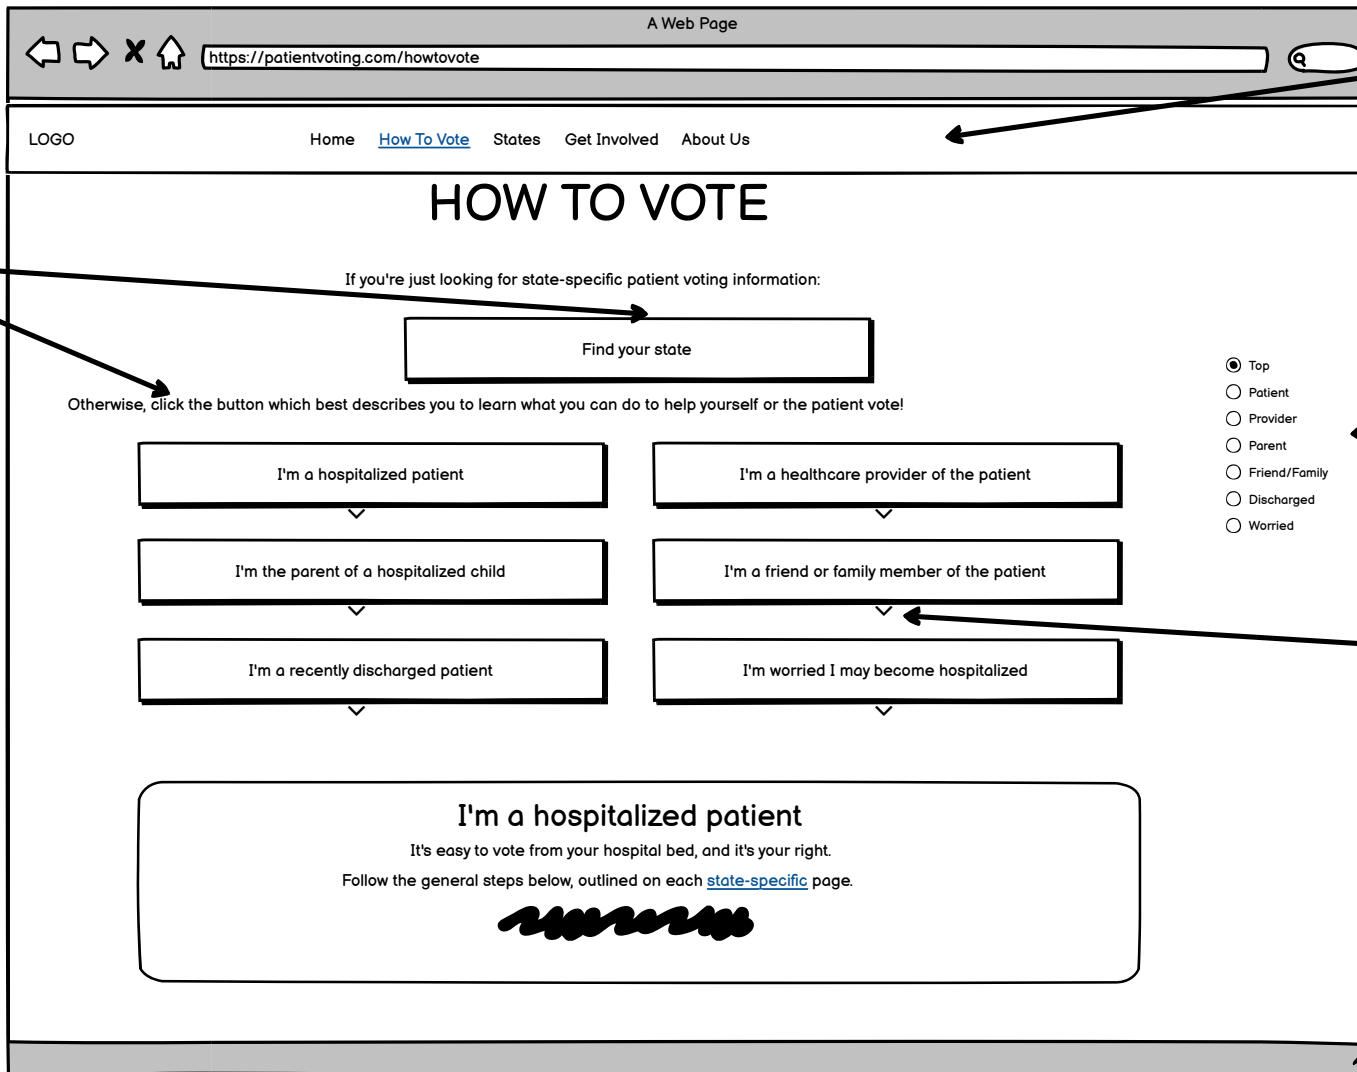 A Web Page
https://patientvoting.com/howtovote
LOGO
Home How To Vote States Get Involved About Us
HOW TO VOTE
If you're just looking for state-specific patient voting information:
Find your state
Otherwise, click the button which best describes you to learn what you can do to help yourself or the patient vote!
I'm a hospitalized patient
I'm a healthcare provider of the patient
I'm the parent of a hospitalized child
I'm a friend or family member of the patient
I'm a recently discharged patient
I'm worried I may become hospitalized
Top
Patient
Provider
Parent
Friend/Family
Discharged
Worried
I'm a hospitalized patient
It's easy to vote from your hospital bed, and it's your right.
Follow the general steps below, outlined on each state-specific page.